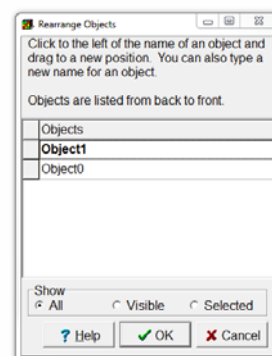 Rearrange Objects
Click to the left of the name of an object and
drag to a new position. You can also type a
new name for an object.
Objects are listed from back to front.
Objects
Object1
Object0
Show
All Visible Selected
? Help OK Cancel